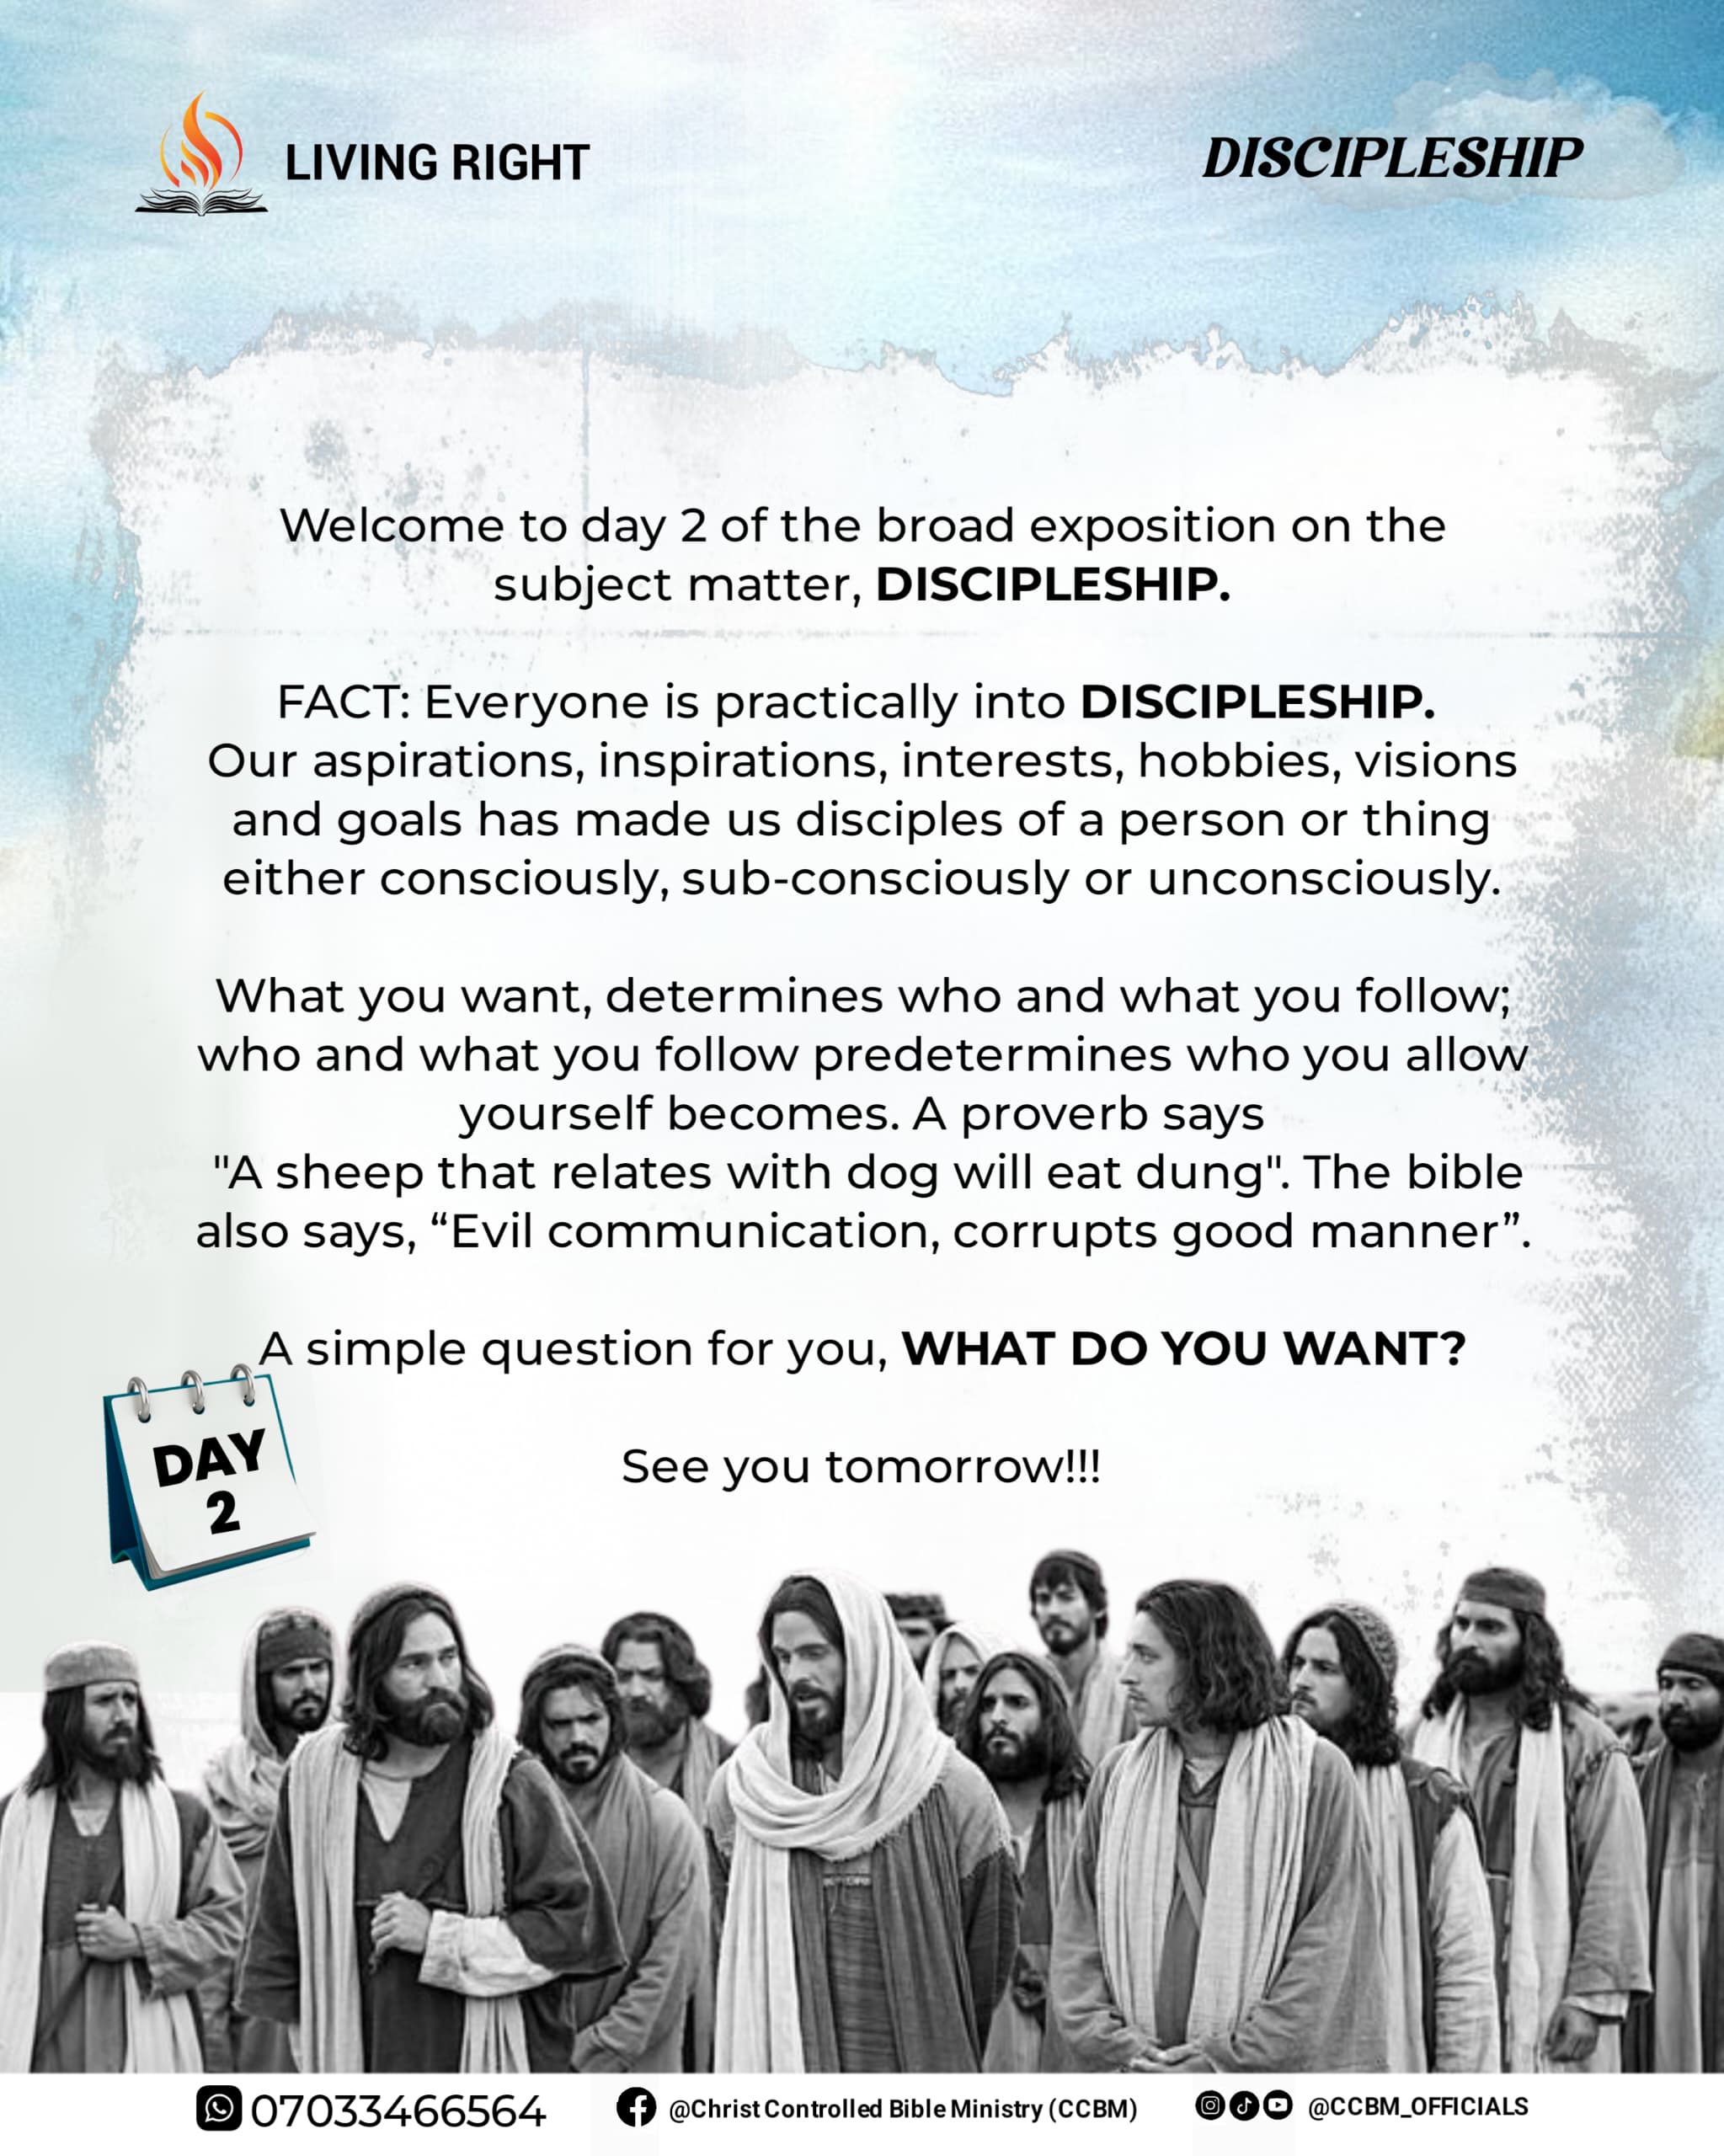 LIVING RIGHT
DISCIPLESHIP
Welcome to day 2 of the broad exposition on the
subject matter, DISCIPLESHIP.
FACT: Everyone is practically into DISCIPLESHIP.
Our aspirations, inspirations, interests, hobbies, visions
and goals has made us disciples of a person or thing
either consciously, sub-consciously or unconsciously.
What you want, determines who and what you follow;
who and what you follow predetermines who you allow
yourself becomes. A proverb says
"A sheep that relates with dog will eat dung". The bible
also says, “Evil communication, corrupts good manner”.
A simple question for you, WHAT DO YOU WANT?
See you tomorrow!!!
DAY
2
07033466564
@Christ Controlled Bible Ministry (CCBM)
@CCBM_OFFICIALS